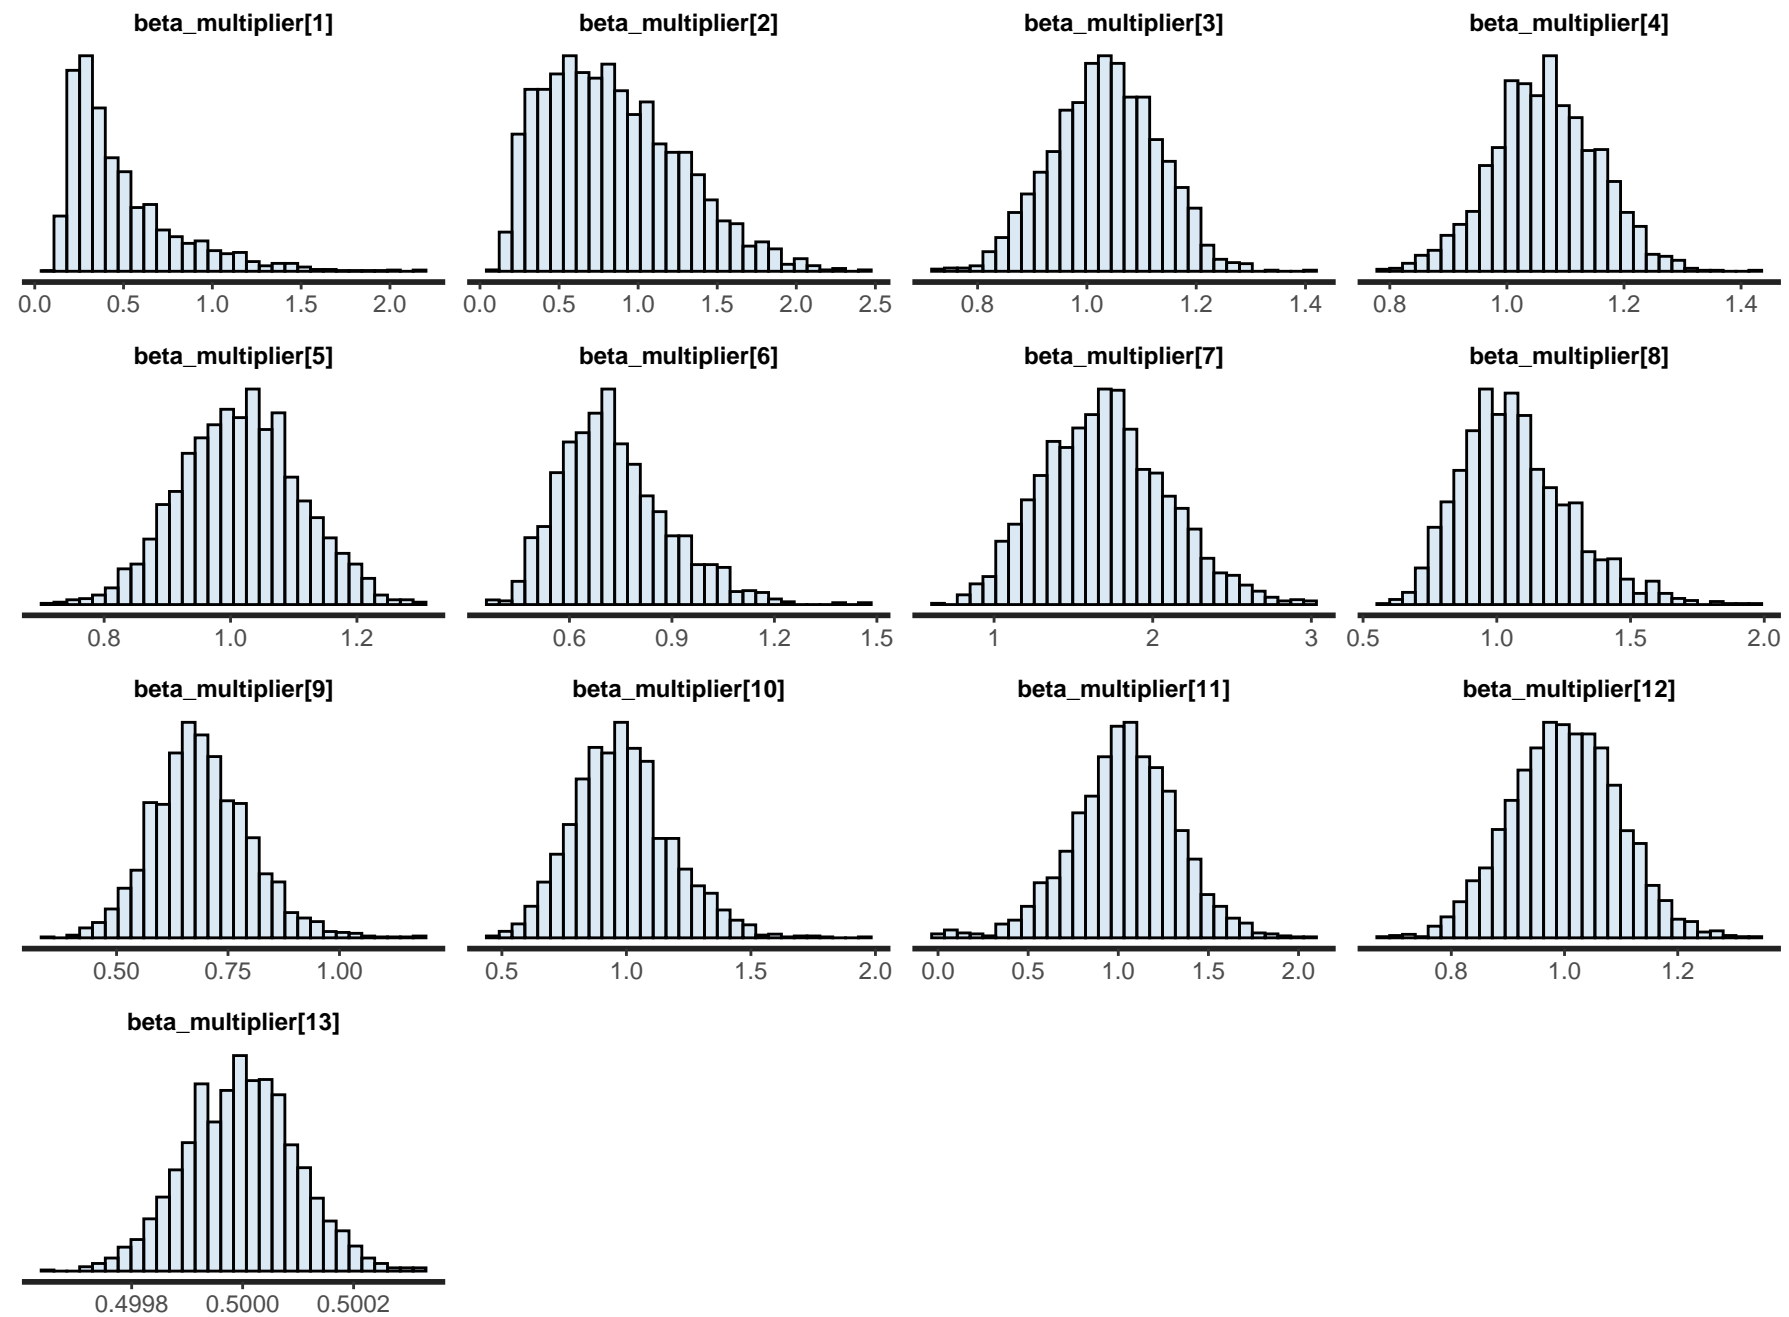 beta_multiplier[1] beta_multiplier[2] beta_multiplier[3] beta_multiplier[4]
0.0 0.5 1.0 1.5 2.0 0.0 0.5 1.0 1.5 2.0 2.5 0.8 1.0 1.2 1.4 0.8 1.0 1.2 1.4
beta_multiplier[5] beta_multiplier[6] beta_multiplier[7] beta_multiplier[8]
0.8 1.0 1.2 0.6 0.9 1.2 1.5 1 2 3 0.5 1.0 1.5 2.0
beta_multiplier[9] beta_multiplier[10] beta_multiplier[11] beta_multiplier[12]
0.50 0.75 1.00 0.5 1.0 1.5 2.0 0.0 0.5 1.0 1.5 2.0 0.8 1.0 1.2
beta_multiplier[13]
0.4998 0.5000 0.5002